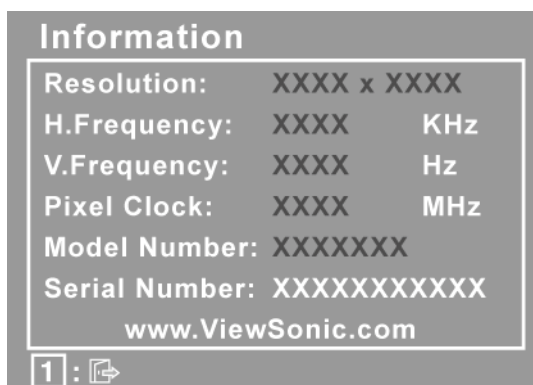 Information
Resolution: XXXX x XXXX
H.Frequency: XXXX KHz
V.Frequency: XXXX Hz
Pixel Clock: XXXX MHz
Model Number: XXXXXXX
Serial Number: XXXXXXXXXXX
www.ViewSonic.com
1 :